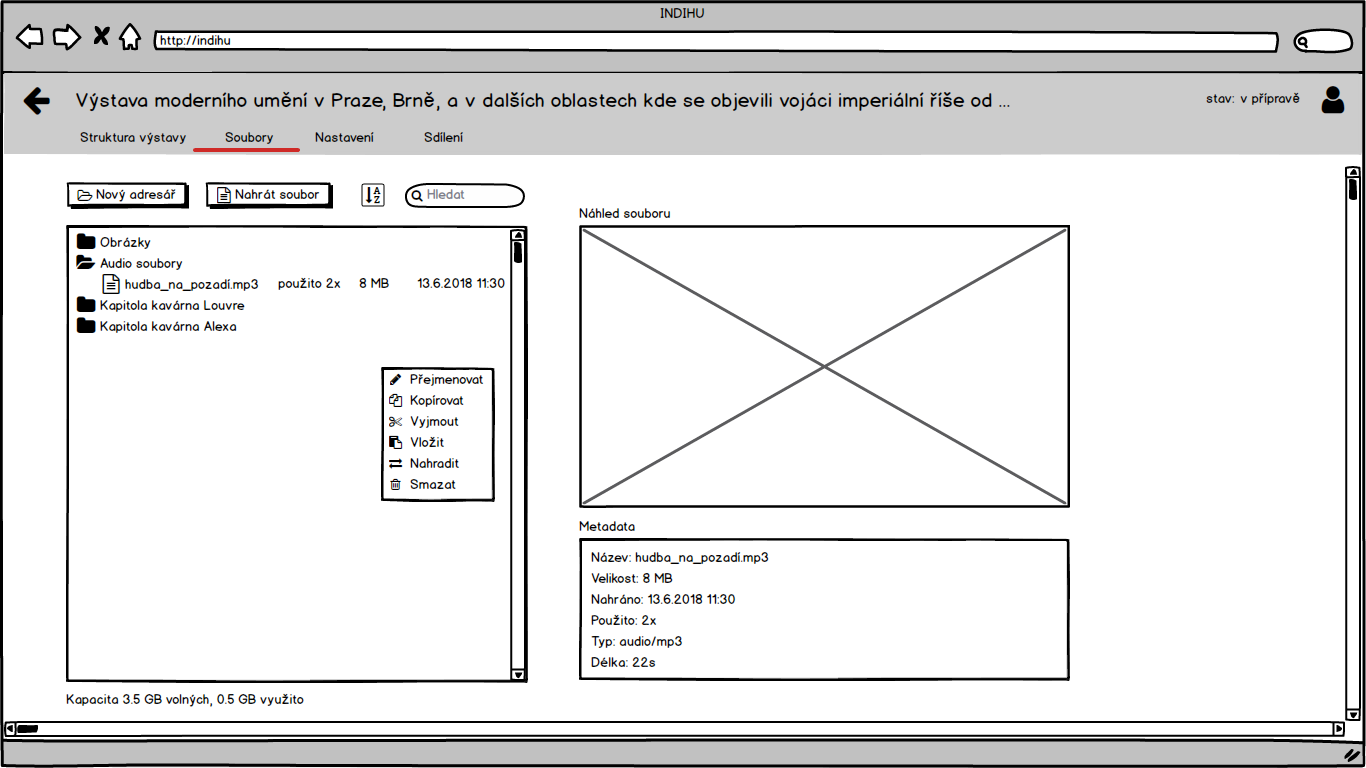 INDIHU
http://indihu
Výstava moderního umění v Praze, Brně, a v dalších oblastech kde se objevili vojáci imperiální říše od ...
stav: v přípravě
Struktura výstavy Soubory Nastavení Sdílení
Nový adresář Nahrát soubor A Z Hledat
Obrázky
Audio soubory
hudba_na_pozadí.mp3 použito 2x 8 MB 13.6.2018 11:30
Kapitola kavárna Louvre
Kapitola kavárna Alexa
Přejmenovat
Kopírovat
Vyjmout
Vložit
Nahradit
Smazat
Kapacita 3.5 GB volných, 0.5 GB využito
Náhled souboru
Metadata
Název: hudba_na_pozadí.mp3
Velikost: 8 MB
Nahráno: 13.6.2018 11:30
Použito: 2x
Typ: audio/mp3
Délka: 22s